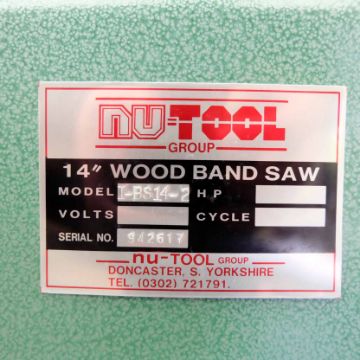 nu-TOOL
GROUP
14" WOOD BAND SAW
MODEL I-BS14-2 HP
VOLTS CYCLE
SERIAL NO. 942617
nu-TOOL GROUP
DONCASTER, S. YORKSHIRE
TEL. (0302) 721791.